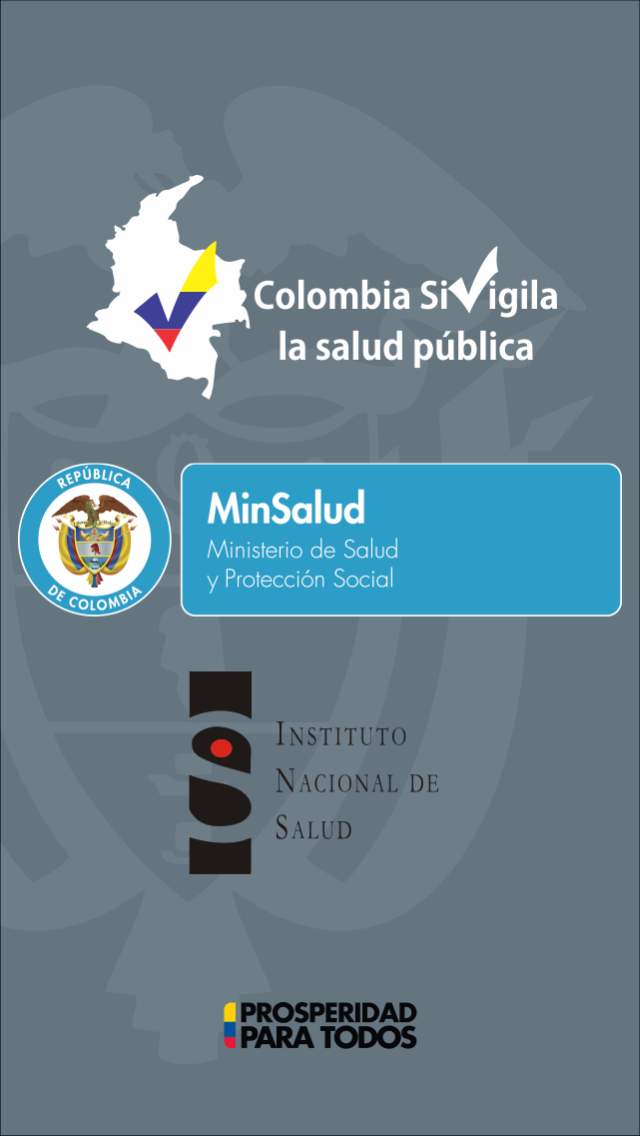 Colombia SiVigila
la salud pública
REPÚBLICA
DE COLOMBIA
MinSalud
Ministerio de Salud
y Protección Social
INSTITUTO
NACIONAL DE
SALUD
PROSPERIDAD
PARA TODOS